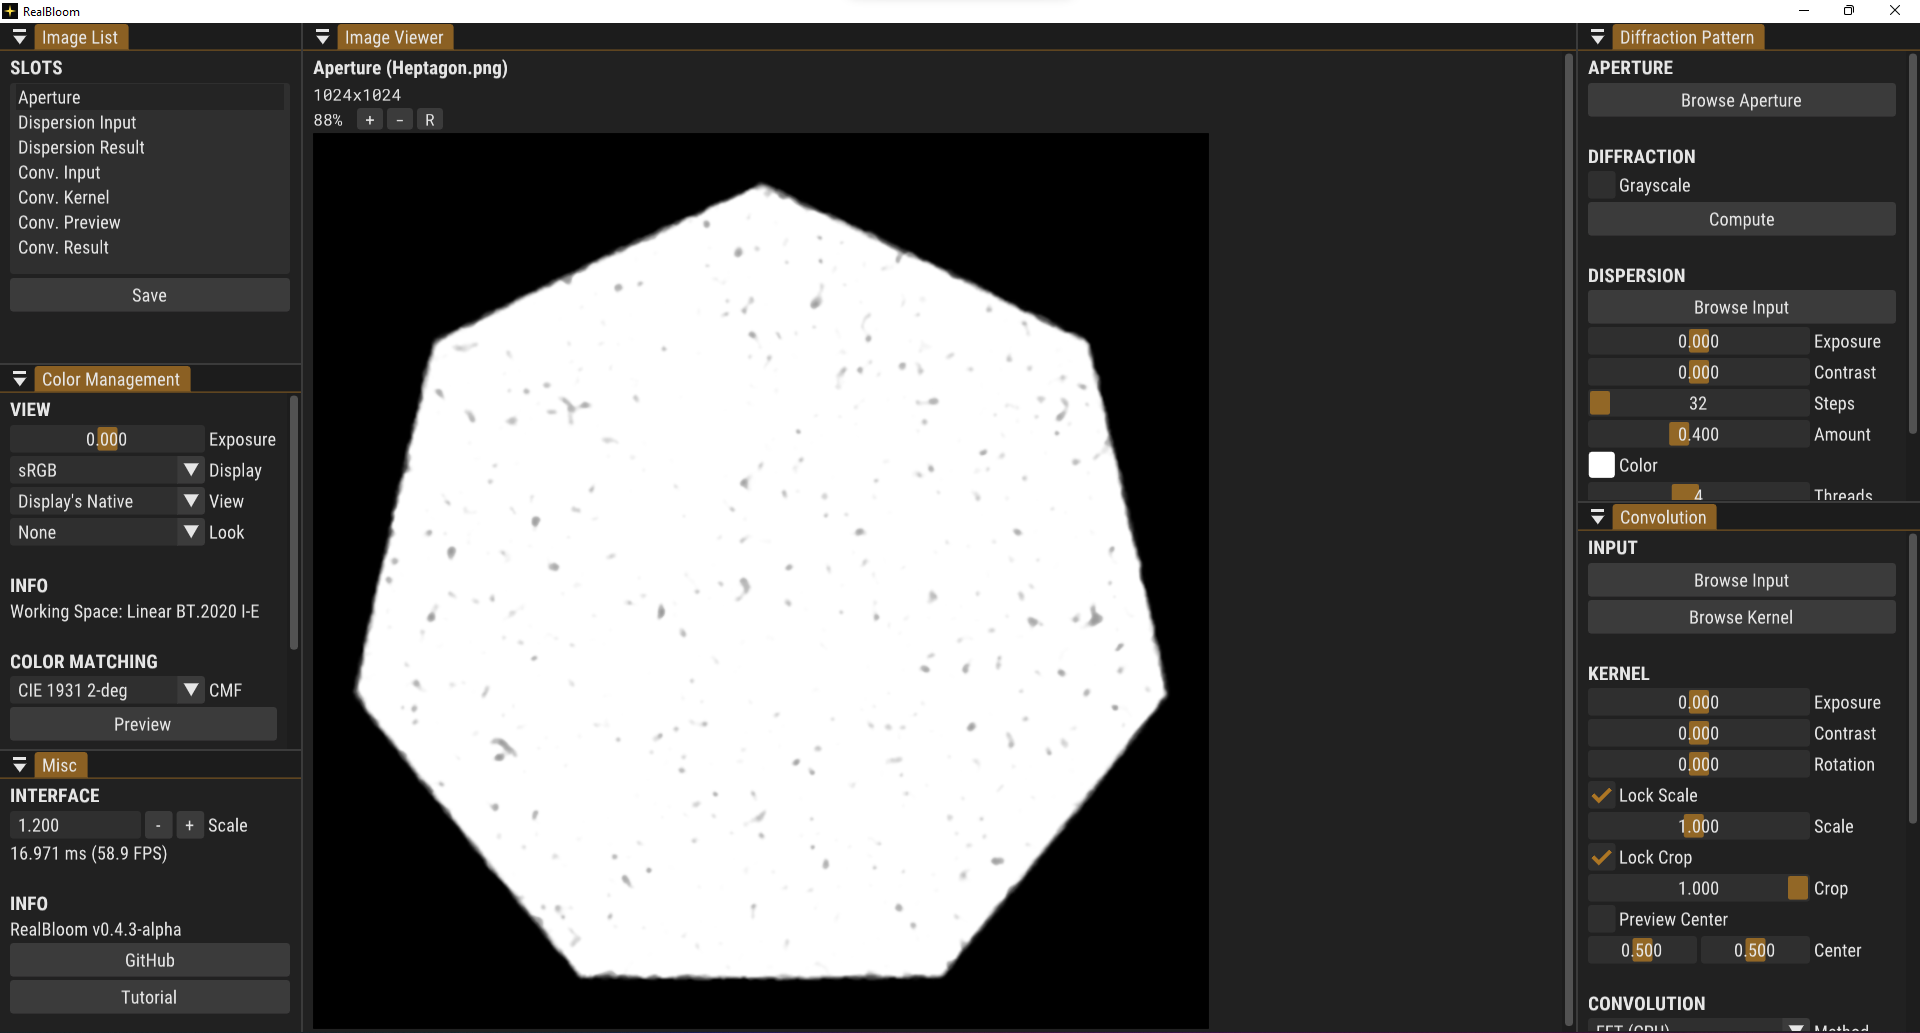 RealBloom
Image List
SLOTS
Aperture
Dispersion Input
Dispersion Result
Conv. Input
Conv. Kernel
Conv. Preview
Conv. Result
Save
Color Management
VIEW
0.000 Exposure
sRGB Display
Display's Native View
None Look
INFO
Working Space: Linear BT.2020 I-E
COLOR MATCHING
CIE 1931 2-deg CMF
Preview
Misc
INTERFACE
1.200 - + Scale
16.971 ms (58.9 FPS)
INFO
RealBloom v0.4.3-alpha
GitHub
Tutorial
Image Viewer
Aperture (Heptagon.png)
1024x1024
88% + - R
Diffraction Pattern
APERTURE
Browse Aperture
DIFFRACTION
Grayscale
Compute
DISPERSION
Browse Input
0.000 Exposure
0.000 Contrast
32 Steps
0.400 Amount
Color
4 Threads
Convolution
INPUT
Browse Input
Browse Kernel
KERNEL
0.000 Exposure
0.000 Contrast
0.000 Rotation
Lock Scale
1.000 Scale
Lock Crop
1.000 Crop
Preview Center
0.500 0.500 Center
CONVOLUTION
FFT (CPU) Method